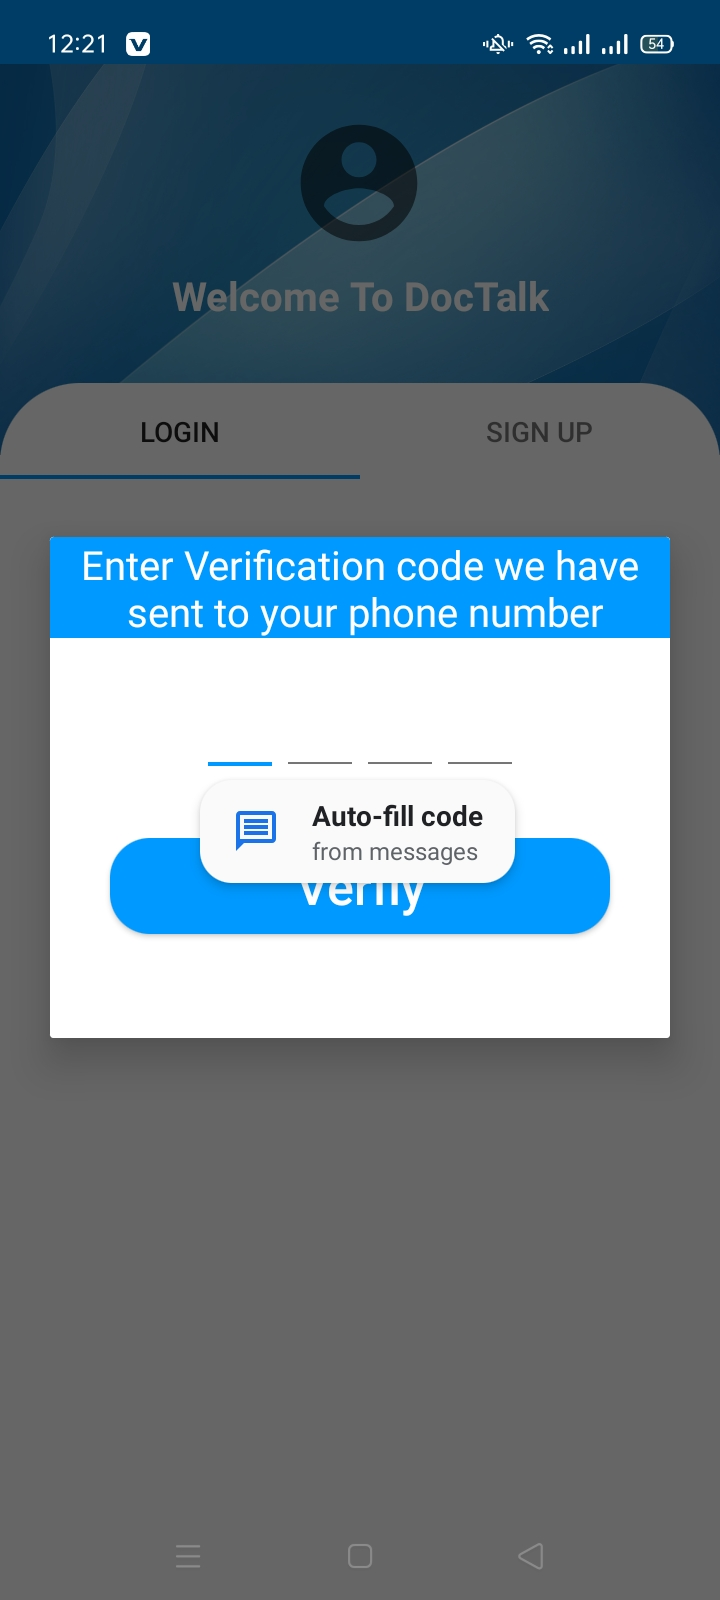 12:21
54
Welcome To DocTalk
LOGIN
SIGN UP
Enter Verification code we have
sent to your phone number
Auto-fill code
from messages
Verify